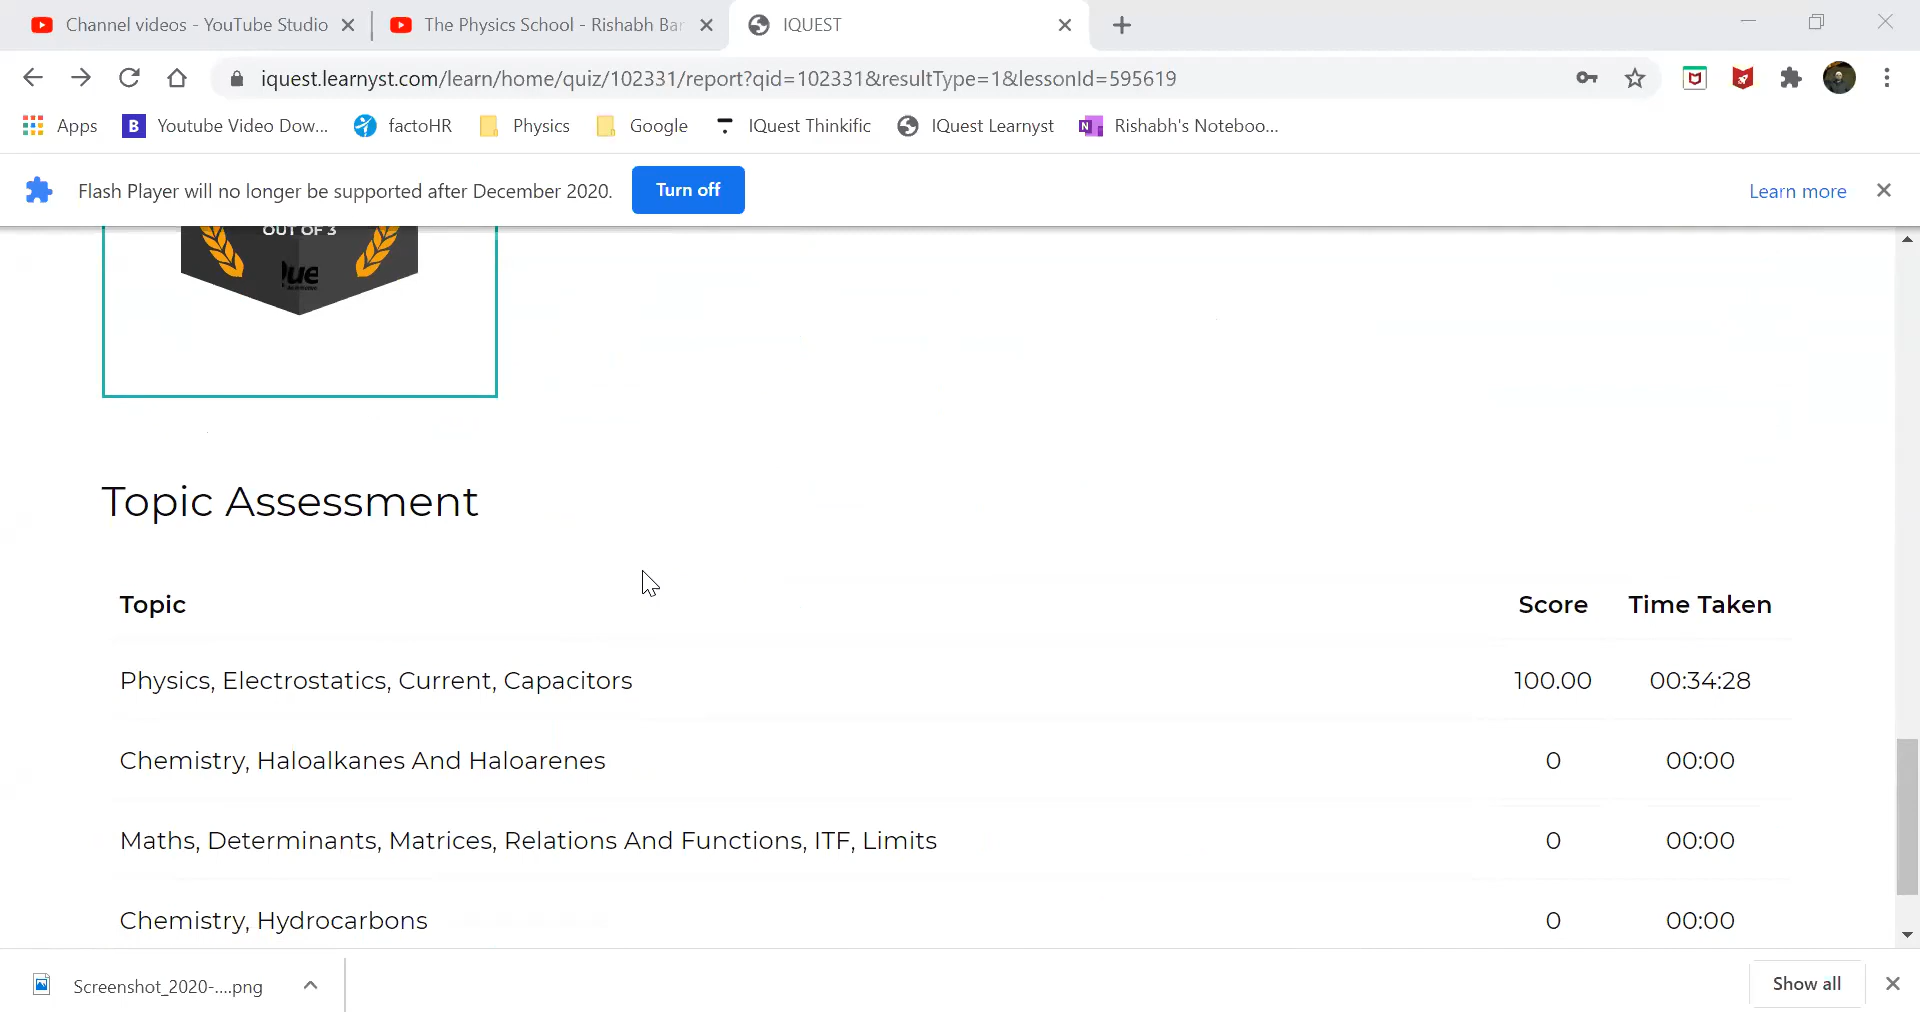 Channel videos - YouTube Studio
The Physics School - Rishabh Bar
IQUEST
iquest.learnyst.com/learn/home/quiz/102331/report?qid=102331&resultType=1&lessonId=595619
Apps
B Youtube Video Dow...
factoHR
Physics
Google
IQuest Thinkific
IQuest Learnyst
N Rishabh's Noteboo...
Flash Player will no longer be supported after December 2020.
Turn off
Learn more
OUT OF 3
Topic Assessment
Topic Score Time Taken
Physics, Electrostatics, Current, Capacitors 100.00 00:34:28
Chemistry, Haloalkanes And Haloarenes 0 00:00
Maths, Determinants, Matrices, Relations And Functions, ITF, Limits 0 00:00
Chemistry, Hydrocarbons 0 00:00
Screenshot_2020-....png
Show all